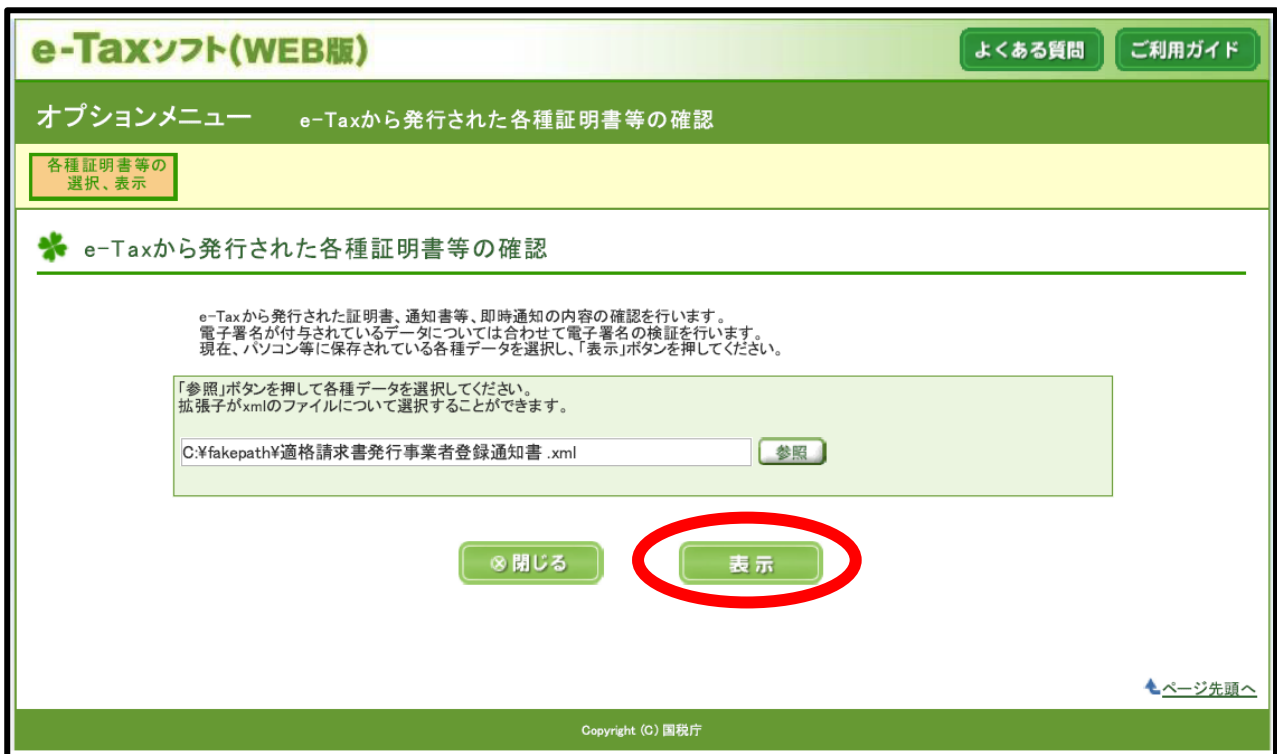 e-Taxソフト(WEB版)
よくある質問
ご利用ガイド
オプションメニュー
e-Taxから発行された各種証明書等の確認
各種証明書等の
選択、表示
e-Taxから発行された各種証明書等の確認
e-Taxから発行された証明書、通知書等、即時通知の内容の確認を行います。
電子署名が付与されているデータについては合わせて電子署名の検証を行います。
現在、パソコン等に保存されている各種データを選択し、「表示」ボタンを押してください。
「参照」ボタンを押して各種データを選択してください。
拡張子がxmlのファイルについて選択することができます。
C:¥fakepath¥適格請求書発行事業者登録通知書 .xml
参照
閉じる
表示
ページ先頭へ
Copyright (C) 国税庁